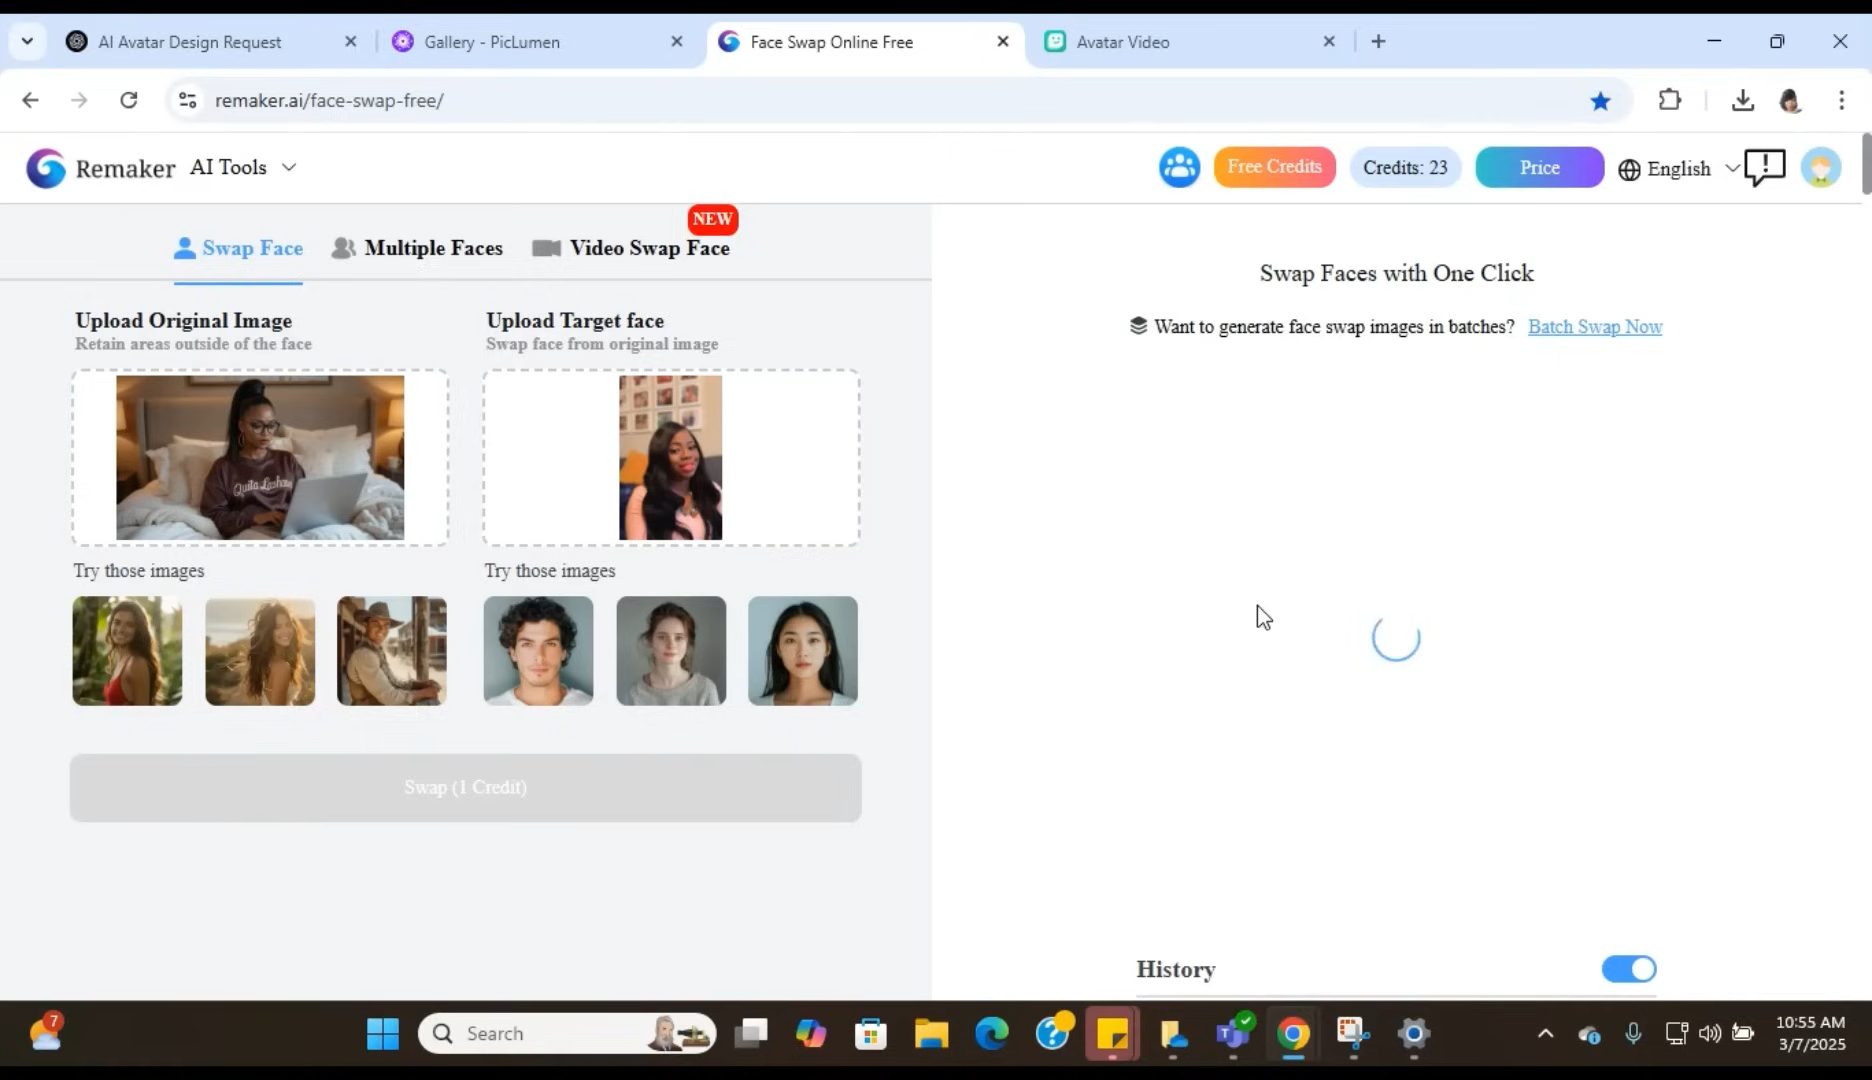 AI Avatar Design Request
Gallery - PicLumen
Face Swap Online Free
Avatar Video
remaker.ai/face-swap-free/
Remaker AI Tools
Free Credits
Credits: 23
Price
English
Swap Face
Multiple Faces
Video Swap Face
NEW
Upload Original Image
Retain areas outside of the face
Upload Target face
Swap face from original image
Quita Lashawn
Try those images
Try those images
Swap (1 Credit)
Swap Faces with One Click
Want to generate face swap images in batches? Batch Swap Now
History
7
Search
10:55 AM
3/7/2025